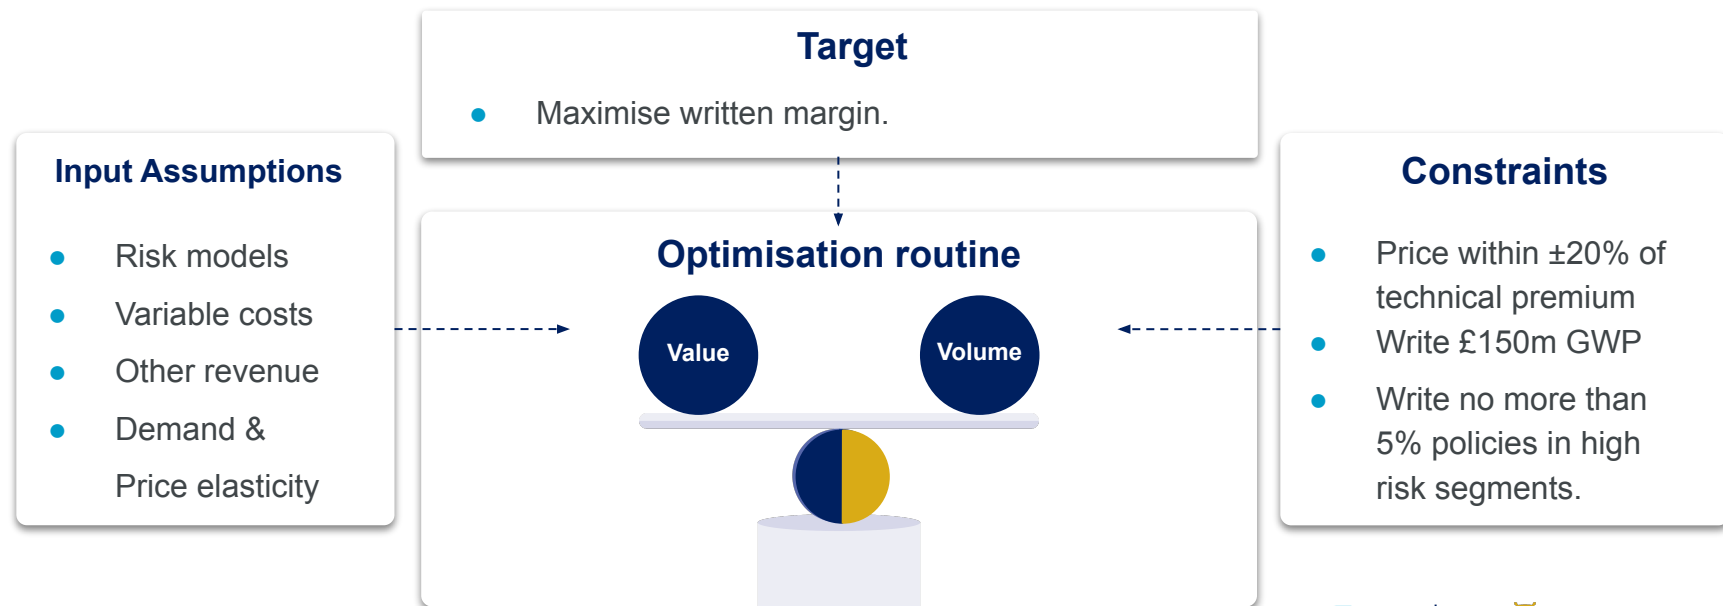 Target
Maximise written margin.
Input Assumptions
Risk models
Variable costs
Other revenue
Demand &
Price elasticity
Optimisation routine
Value
Volume
Constraints
Price within ±20% of
technical premium
Write £150m GWP
Write no more than
5% policies in high
risk segments.